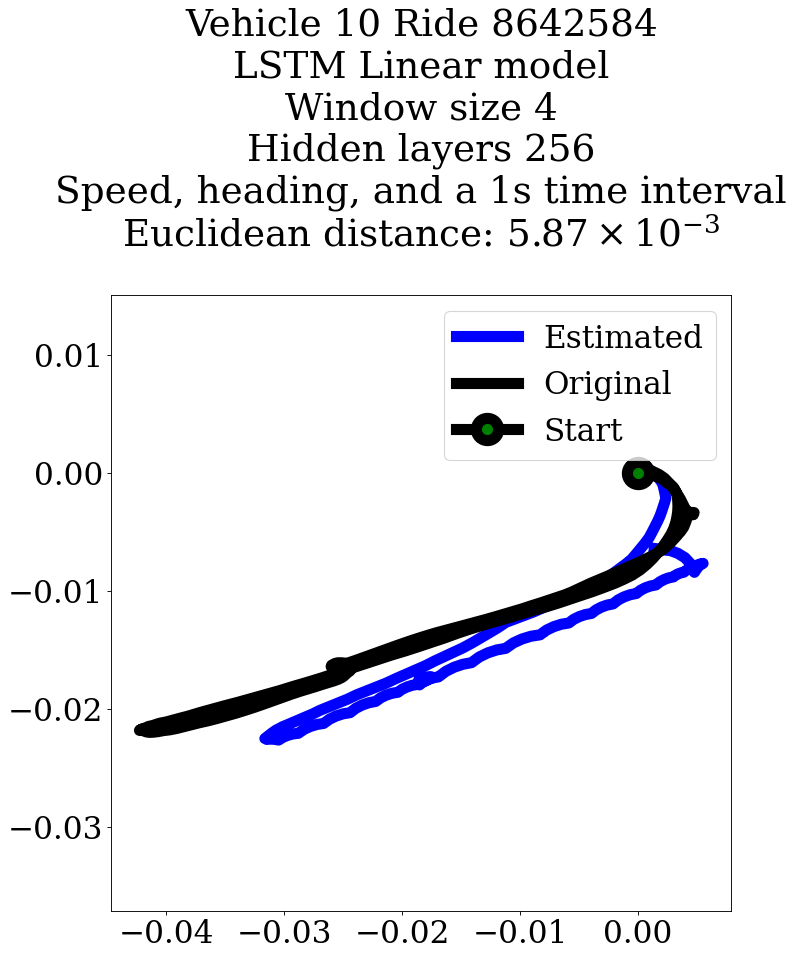 Vehicle 10 Ride 8642584
LSTM Linear model
Window size 4
Hidden layers 256
Speed, heading, and a 1s time interval
Euclidean distance: 5.87 × 10⁻³
Estimated
Original
Start
0.01
0.00
−0.01
−0.02
−0.03
−0.04 −0.03 −0.02 −0.01 0.00